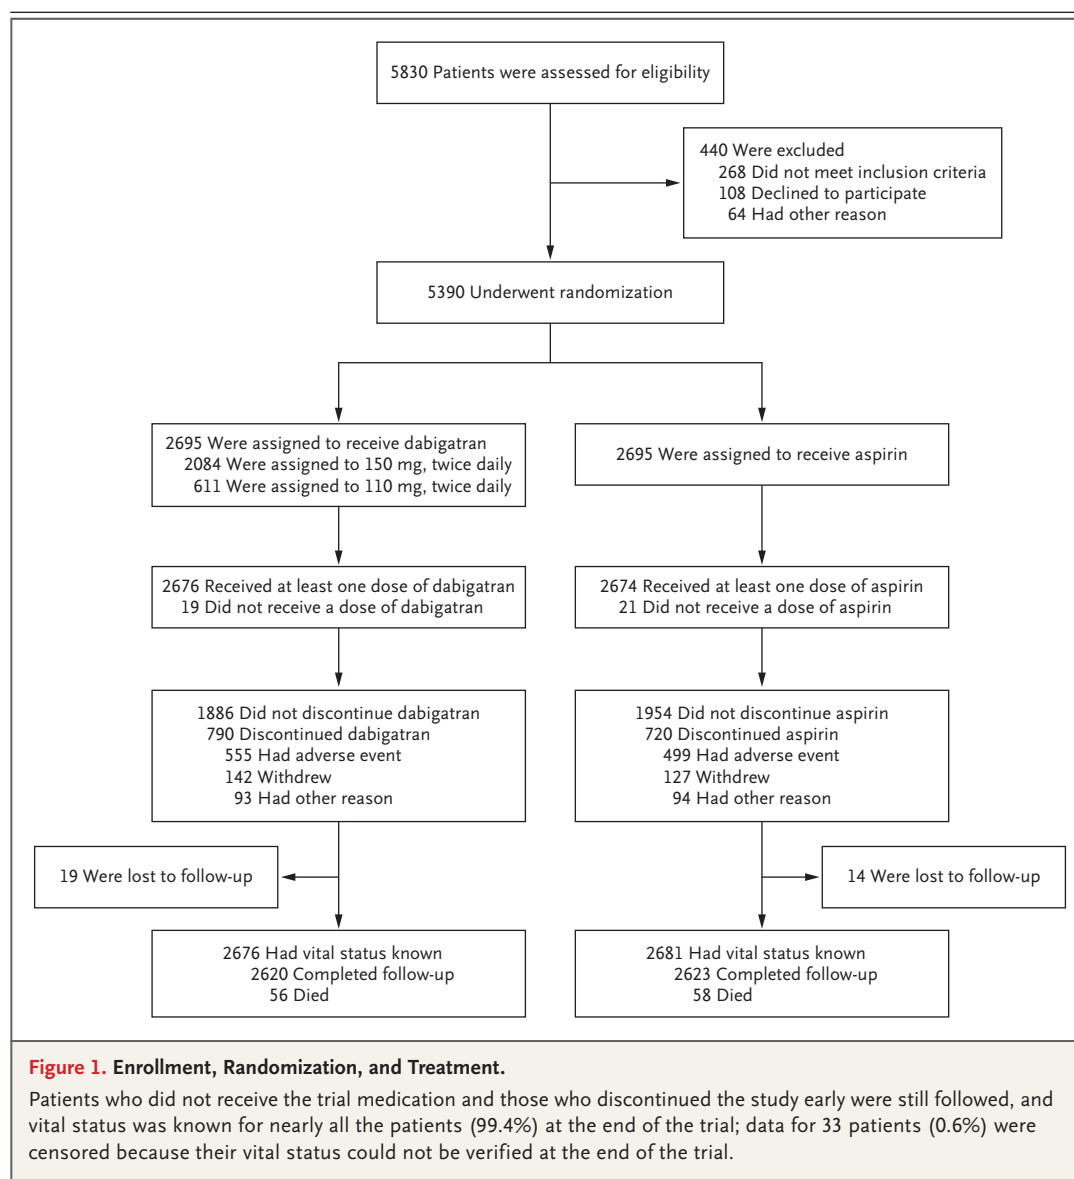 5830 Patients were assessed for eligibility
440 Were excluded
268 Did not meet inclusion criteria
108 Declined to participate
64 Had other reason
5390 Underwent randomization
2695 Were assigned to receive dabigatran
2084 Were assigned to 150 mg, twice daily
611 Were assigned to 110 mg, twice daily
2695 Were assigned to receive aspirin
2676 Received at least one dose of dabigatran
19 Did not receive a dose of dabigatran
2674 Received at least one dose of aspirin
21 Did not receive a dose of aspirin
1886 Did not discontinue dabigatran
790 Discontinued dabigatran
555 Had adverse event
142 Withdrew
93 Had other reason
1954 Did not discontinue aspirin
720 Discontinued aspirin
499 Had adverse event
127 Withdrew
94 Had other reason
19 Were lost to follow-up
14 Were lost to follow-up
2676 Had vital status known
2620 Completed follow-up
56 Died
2681 Had vital status known
2623 Completed follow-up
58 Died
Figure 1. Enrollment, Randomization, and Treatment.
Patients who did not receive the trial medication and those who discontinued the study early were still followed, and
vital status was known for nearly all the patients (99.4%) at the end of the trial; data for 33 patients (0.6%) were
censored because their vital status could not be verified at the end of the trial.